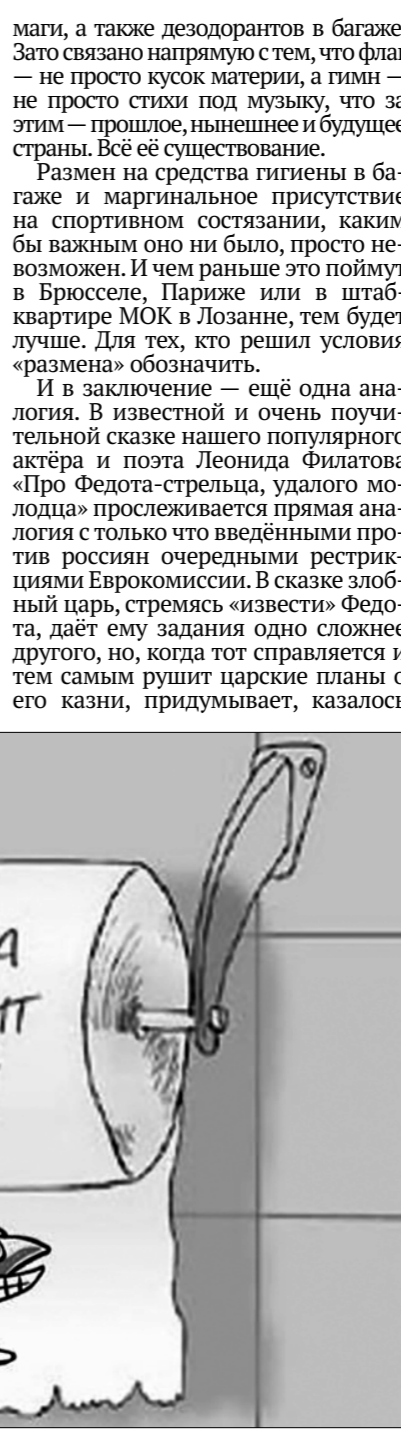 маги, а также дезодорантов в багаже
Зато связано напрямую с тем, что флаг
— не просто кусок материи, а гимн —
не просто стихи под музыку, что за
этим — прошлое, нынешнее и будущее
страны. Всё её существование.
Размен на средства гигиены в ба-
гаже и маргинальное присутствие
на спортивном состязании, каким
бы важным оно ни было, просто не-
возможен. И чем раньше это поймут
в Брюсселе, Париже или в штаб-
квартире МОК в Лозанне, тем будет
лучше. Для тех, кто решил условия
«размена» обозначить.
И в заключение — ещё одна ана-
логия. В известной и очень поучи-
тельной сказке нашего популярного
актёра и поэта Леонида Филатова
«Про Федота-стрельца, удалого мо-
лодца» прослеживается прямая ана-
логия с только что введёнными про-
тив россиян очередными рестрик-
циями Еврокомиссии. В сказке злоб-
ный царь, стремясь «извести» Федо-
та, даёт ему задания одно сложнее
другого, но, когда тот справляется и
тем самым рушит царские планы о
его казни, придумывает, казалось